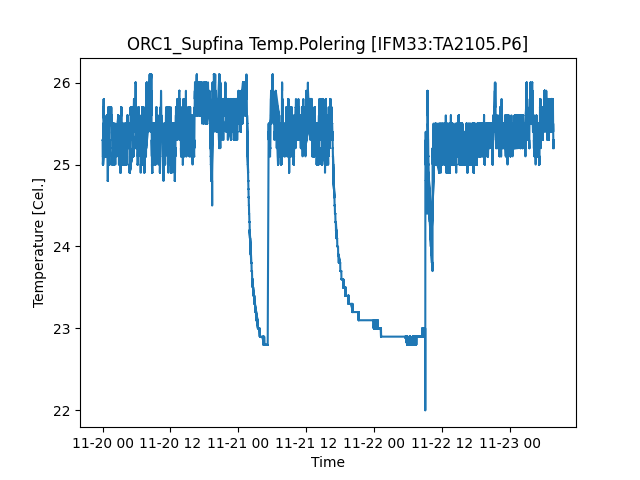 ORC1_Supfina Temp.Polering [IFM33:TA2105.P6]
26
25
24
23
22
Temperature [Cel.]
11-20 00 11-20 12 11-21 00 11-21 12 11-22 00 11-22 12 11-23 00
Time